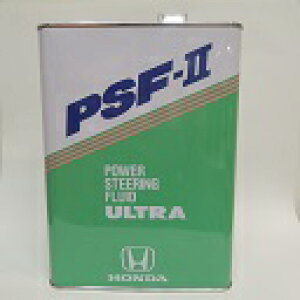 PSF-II
POWER
STEERING
FLUID
ULTRA
HONDA